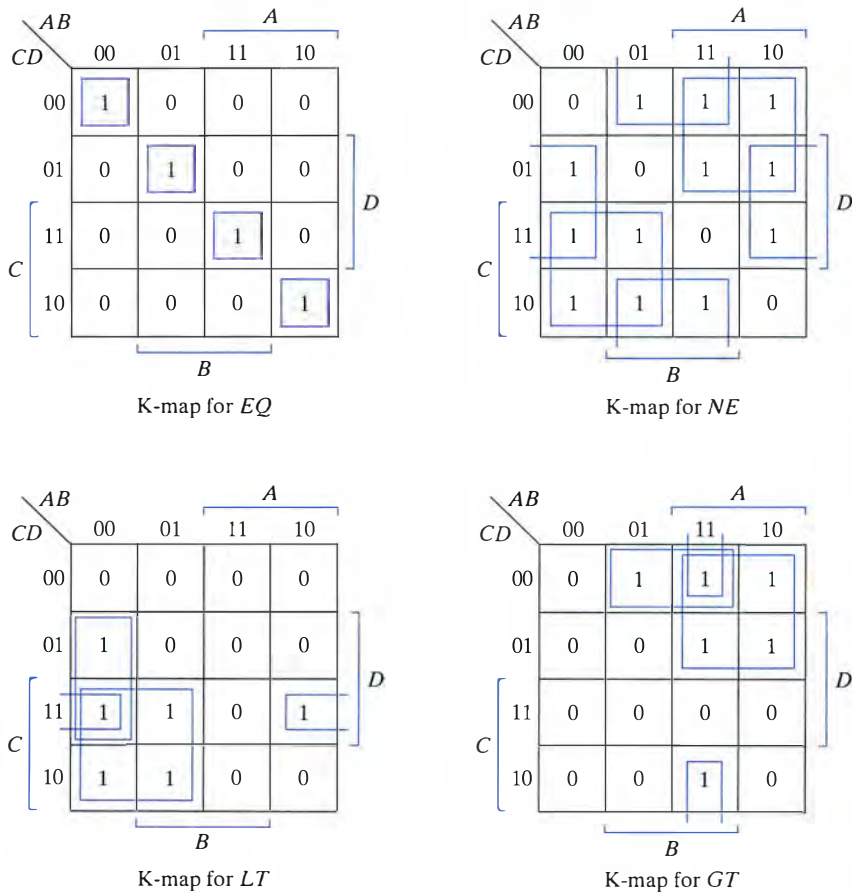 AB A AB A
CD 00 01 11 10 CD 00 01 11 10
00 1 0 0 0 00 0 1 1 1
01 0 1 0 0 01 1 0 1 1
D D
11 0 0 1 0 11 1 1 0 1
C C
10 0 0 0 1 10 1 1 1 0
B B
K-map for EQ K-map for NE
AB A AB A
CD 00 01 11 10 CD 00 01 11 10
00 0 0 0 0 00 0 1 1 1
01 1 0 0 0 01 0 0 1 1
D D
11 1 1 0 1 11 0 0 0 0
C C
10 1 1 0 0 10 0 0 1 0
B B
K-map for LT K-map for GT